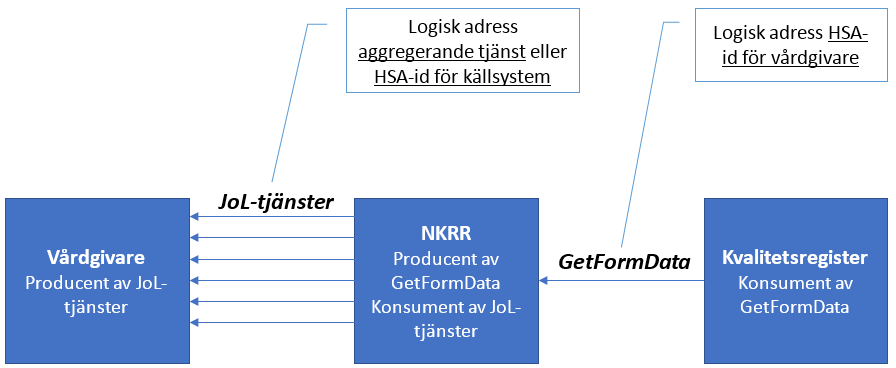 Logisk adress
aggregerande tjänst eller
HSA-id för källsystem
Logisk adress HSA-
id för vårdgivare
JoL-tjänster
GetFormData
Vårdgivare
Producent av JoL-
tjänster
NKRR
Producent av
GetFormData
Konsument av JoL-
tjänster
Kvalitetsregister
Konsument av
GetFormData